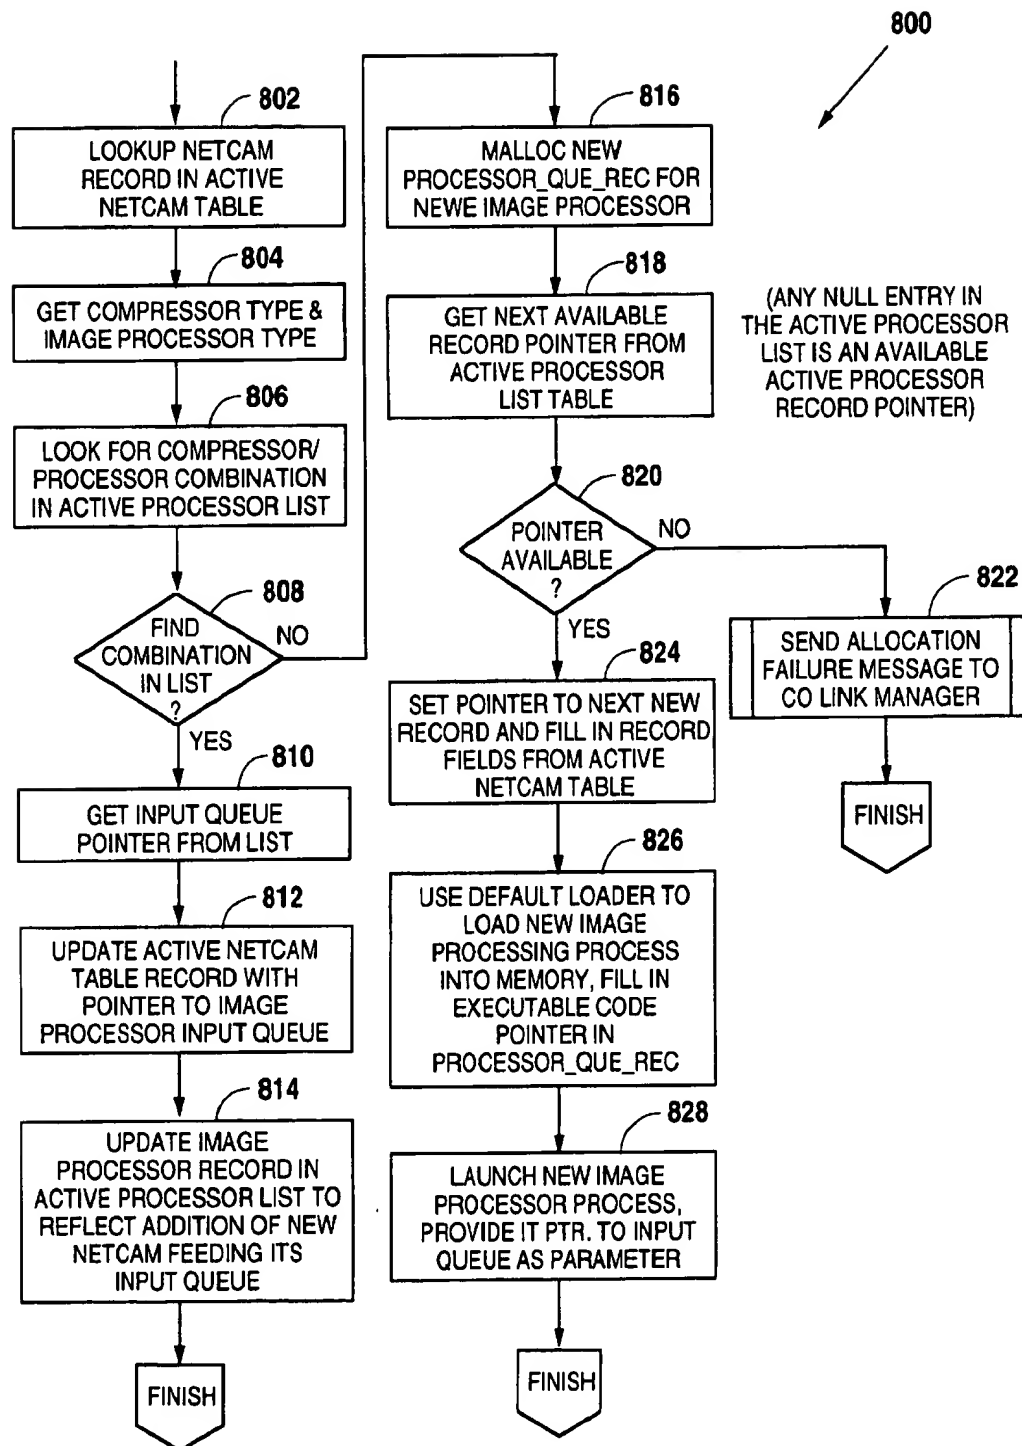 800
802
LOOKUP NETCAM
RECORD IN ACTIVE
NETCAM TABLE
804
GET COMPRESSOR TYPE &
IMAGE PROCESSOR TYPE
806
LOOK FOR COMPRESSOR/
PROCESSOR COMBINATION
IN ACTIVE PROCESSOR LIST
808
FIND
COMBINATION
IN LIST
?
NO
YES
810
GET INPUT QUEUE
POINTER FROM LIST
812
UPDATE ACTIVE NETCAM
TABLE RECORD WITH
POINTER TO IMAGE
PROCESSOR INPUT QUEUE
814
UPDATE IMAGE
PROCESSOR RECORD IN
ACTIVE PROCESSOR LIST TO
REFLECT ADDITION OF NEW
NETCAM FEEDING ITS
INPUT QUEUE
FINISH
816
MALLOC NEW
PROCESSOR_QUE_REC FOR
NEWE IMAGE PROCESSOR
818
GET NEXT AVAILABLE
RECORD POINTER FROM
ACTIVE PROCESSOR
LIST TABLE
(ANY NULL ENTRY IN
THE ACTIVE PROCESSOR
LIST IS AN AVAILABLE
ACTIVE PROCESSOR
RECORD POINTER)
820
POINTER
AVAILABLE
?
NO
YES
822
SEND ALLOCATION
FAILURE MESSAGE TO
CO LINK MANAGER
FINISH
824
SET POINTER TO NEXT NEW
RECORD AND FILL IN RECORD
FIELDS FROM ACTIVE
NETCAM TABLE
826
USE DEFAULT LOADER TO
LOAD NEW IMAGE
PROCESSING PROCESS
INTO MEMORY, FILL IN
EXECUTABLE CODE
POINTER IN
PROCESSOR_QUE_REC
828
LAUNCH NEW IMAGE
PROCESSOR PROCESS,
PROVIDE IT PTR. TO INPUT
QUEUE AS PARAMETER
FINISH